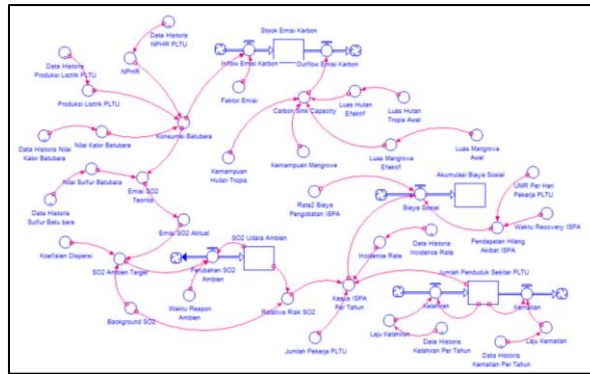 Stock Emisi Karbon
Data Historis
NPHR PLTU
Inflow Emisi Karbon
Outflow Emisi Karbon
Data Historis
Produksi Listrik PLTU
NPHR
Produksi Listrik PLTU
Faktor Emisi
Carbon Sink Capacity
Luas Hutan
Efektif
Luas Hutan
Tropis Awal
Konsumsi Batubara
Data Historis Nilai
Kalor Batubara
Nilai Kalor Batubara
Kemampuan
Hutan Tropis
Kemampuan Mangrove
Luas Mangrove
Efektif
Luas Mangrove
Awal
Nilai Sulfur Batubara
Emisi SO2
Teoritis
Data Historis
Sulfur Batu bara
Rata2 Biaya
Pengobatan ISPA
Akumulasi Biaya Sosial
Biaya Sosial
UMR Per Hari
Pekerja PLTU
Emisi SO2 Aktual
Pendapatan Hilang
Akibat ISPA
Waktu Recovery ISPA
Koefisien Dispersi
SO2 Udara Ambien
SO2 Ambien Target
Perubahan SO2
Ambien
Incidence Rate
Data Historis
Incidence Rate
Waktu Respon
Ambien
Background SO2
Relative Risk SO2
Kasus ISPA
Per Tahun
Jumlah Penduduk Sekitar PLTU
Kelahiran
Kematian
Jumlah Pekerja PLTU
Laju Kelahiran
Data Historis
Kelahiran Per Tahun
Data Historis
Kematian Per Tahun
Laju Kematian